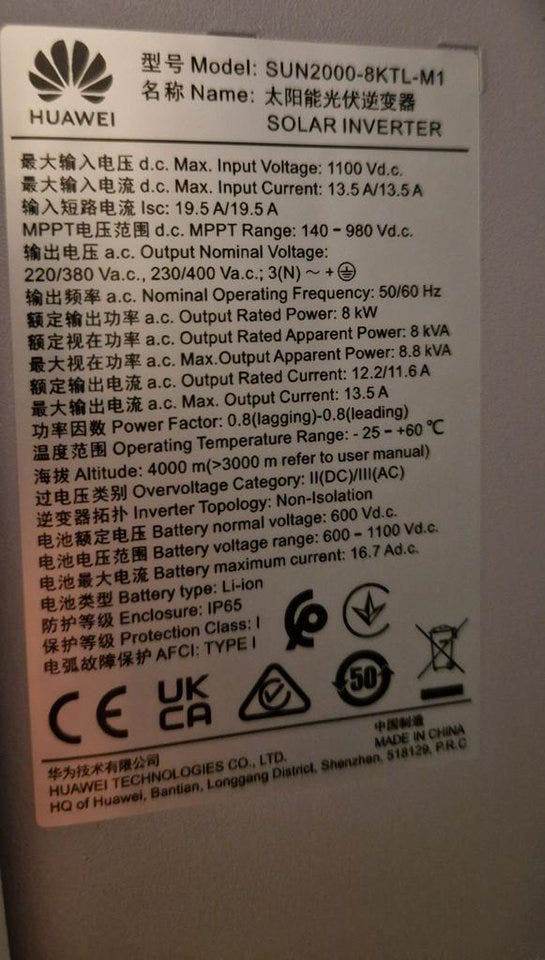 HUAWEI
型号 Model: SUN2000-8KTL-M1
名称 Name: 太阳能光伏逆变器
SOLAR INVERTER
最大输入电压 d.c. Max. Input Voltage: 1100 Vd.c.
最大输入电流 d.c. Max. Input Current: 13.5 A/13.5 A
输入短路电流 Isc: 19.5 A/19.5 A
MPPT电压范围 d.c. MPPT Range: 140 - 980 Vd.c.
输出电压 a.c. Output Nominal Voltage:
220/380 Va.c., 230/400 Va.c.; 3(N) ~ + ⏚
输出频率 a.c. Nominal Operating Frequency: 50/60 Hz
额定输出功率 a.c. Output Rated Power: 8 kW
额定视在功率 a.c. Output Rated Apparent Power: 8 kVA
最大视在功率 a.c. Max.Output Apparent Power: 8.8 kVA
额定输出电流 a.c. Output Rated Current: 12.2/11.6 A
最大输出电流 a.c. Max. Output Current: 13.5 A
功率因数 Power Factor: 0.8(lagging)-0.8(leading)
温度范围 Operating Temperature Range: - 25 - +60 ℃
海拔 Altitude: 4000 m(>3000 m refer to user manual)
过电压类别 Overvoltage Category: II(DC)/III(AC)
逆变器拓扑 Inverter Topology: Non-Isolation
电池额定电压 Battery normal voltage: 600 Vd.c.
电池电压范围 Battery voltage range: 600 - 1100 Vd.c.
电池最大电流 Battery maximum current: 16.7 Ad.c.
电池类型 Battery type: Li-ion
防护等级 Enclosure: IP65
保护等级 Protection Class: I
电弧故障保护 AFCI: TYPE I
CE
UK
CA
50
中国制造
MADE IN CHINA
华为技术有限公司
HUAWEI TECHNOLOGIES CO., LTD.
HQ of Huawei, Bantian, Longgang District, Shenzhen, 518129, P.R.C